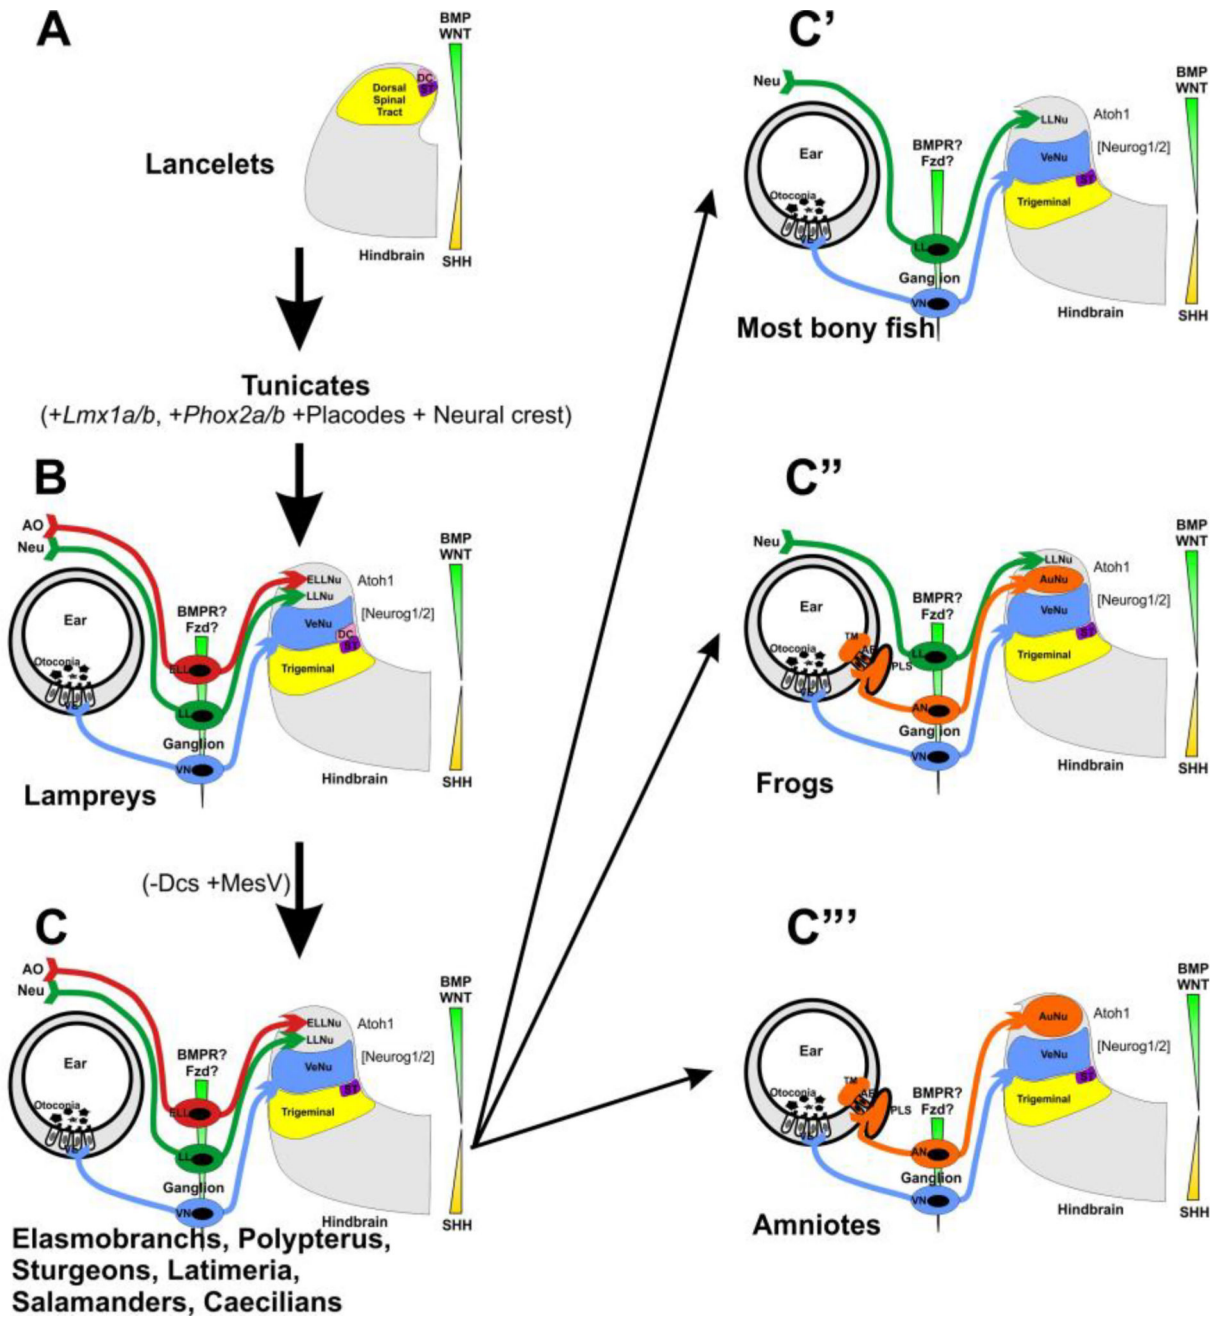 A
BMP
WNT
DC
ST
Dorsal
Spinal
Tract
Lancelets
Hindbrain
SHH
Tunicates
(+Lmx1a/b, +Phox2a/b +Placodes + Neural crest)
B
AO
Neu
BMP
WNT
ELLNu
Atoh1
LLNu
[Neurog1/2]
BMPR?
Fzd?
Ear
VeNu
DC
ST
Otoconia
Trigeminal
ELL
VE
LL
Ganglion
VN
Hindbrain
SHH
Lampreys
(-Dcs +MesV)
C
AO
Neu
BMP
WNT
ELLNu
Atoh1
LLNu
[Neurog1/2]
BMPR?
Fzd?
Ear
VeNu
ST
Otoconia
Trigeminal
ELL
VE
LL
Ganglion
VN
Hindbrain
SHH
Elasmobranchs, Polypterus,
Sturgeons, Latimeria,
Salamanders, Caecilians
C’
Neu
BMP
WNT
LLNu
Atoh1
[Neurog1/2]
BMPR?
Fzd?
Ear
VeNu
ST
Otoconia
Trigeminal
VE
LL
Ganglion
VN
Hindbrain
SHH
Most bony fish
C’’
Neu
BMP
WNT
LLNu
Atoh1
AuNu
[Neurog1/2]
BMPR?
Fzd?
Ear
VeNu
ST
TM
Otoconia
Trigeminal
LL
PLS
VE
AN
Ganglion
VN
Hindbrain
SHH
Frogs
C’’’
BMP
WNT
AuNu
Atoh1
[Neurog1/2]
Ear
VeNu
ST
TM
BMPR?
Fzd?
Otoconia
Trigeminal
PLS
VE
AN
Ganglion
VN
Hindbrain
SHH
Amniotes